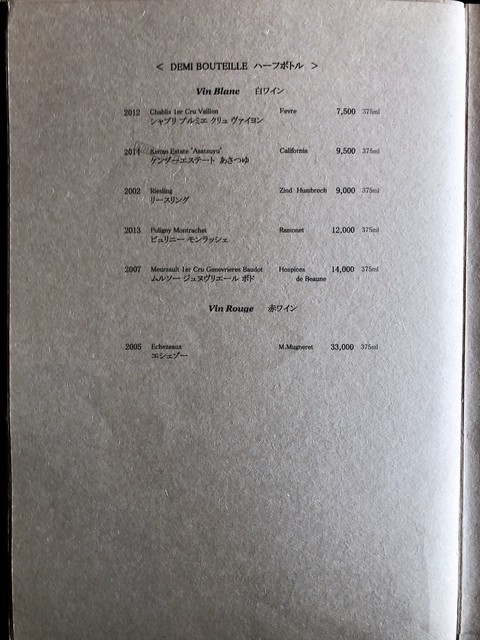 < DEMI BOUTEILLE ハーフボトル >
Vin Blanc 白ワイン
2012 Chablis 1er Cru Vaillon Fevre 7,500 375ml
シャブリ プルミエ クリュ ヴァイヨン
2014 Kenzo Estate "Asatsuyu" California 9,500 375ml
ケンゾーエステート あさつゆ
2002 Riesling Zind Humbrech 9,000 375ml
リースリング
2013 Puligny Montrachet Ramonet 12,000 375ml
ピュリニー モンラッシェ
2007 Meursault 1er Cru Genevrieres Baudot Hospices 14,000 375ml
ムルソー ジュヌヴリエール ボド de Beaune
Vin Rouge 赤ワイン
2005 Echezeaux M.Mugneret 33,000 375ml
エシェゾー